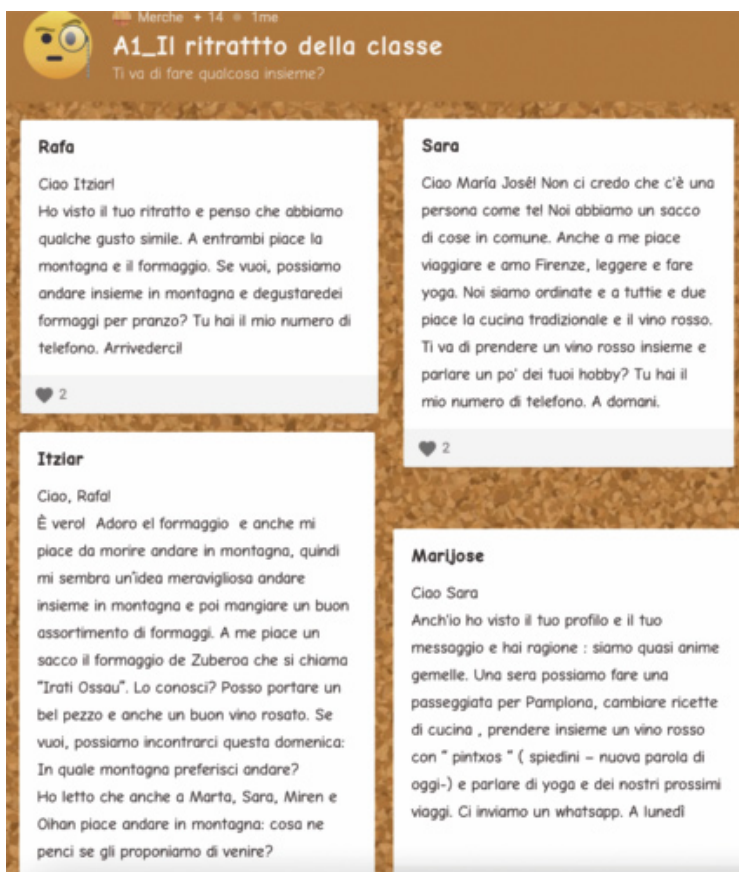 Merche + 14 • 1me
A1_Il ritrattto della classe
Ti va di fare qualcosa insieme?
Rafa
Ciao Itziar!
Ho visto il tuo ritratto e penso che abbiamo
qualche gusto simile. A entrambi piace la
montagna e il formaggio. Se vuoi, possiamo
andare insieme in montagna e degustaredei
formaggi per pranzo? Tu hai il mio numero di
telefono. Arrivederci!
2
Itziar
Ciao, Rafa!
È vero! Adoro el formaggio e anche mi
piace da morire andare in montagna, quindi
mi sembra un'idea meravigliosa andare
insieme in montagna e poi mangiare un buon
assortimento di formaggi. A me piace un
sacco il formaggio de Zuberoa che si chiama
"Irati Ossau". Lo conosci? Posso portare un
bel pezzo e anche un buon vino rosato. Se
vuoi, possiamo incontrarci questa domenica:
In quale montagna preferisci andare?
Ho letto che anche a Marta, Sara, Miren e
Oihan piace andare in montagna: cosa ne
penci se gli proponiamo di venire?
Sara
Ciao María José! Non ci credo che c'è una
persona come te! Noi abbiamo un sacco
di cose in comune. Anche a me piace
viaggiare e amo Firenze, leggere e fare
yoga. Noi siamo ordinate e a tuttie e due
piace la cucina tradizionale e il vino rosso.
Ti va di prendere un vino rosso insieme e
parlare un po' dei tuoi hobby? Tu hai il
mio numero di telefono. A domani.
2
Marijose
Ciao Sara
Anch'io ho visto il tuo profilo e il tuo
messaggio e hai ragione : siamo quasi anime
gemelle. Una sera possiamo fare una
passeggiata per Pamplona, cambiare ricette
di cucina , prendere insieme un vino rosso
con " pintxos " ( spiedini – nuova parola di
oggi-) e parlare di yoga e dei nostri prossimi
viaggi. Ci inviamo un whatsapp. A lunedì